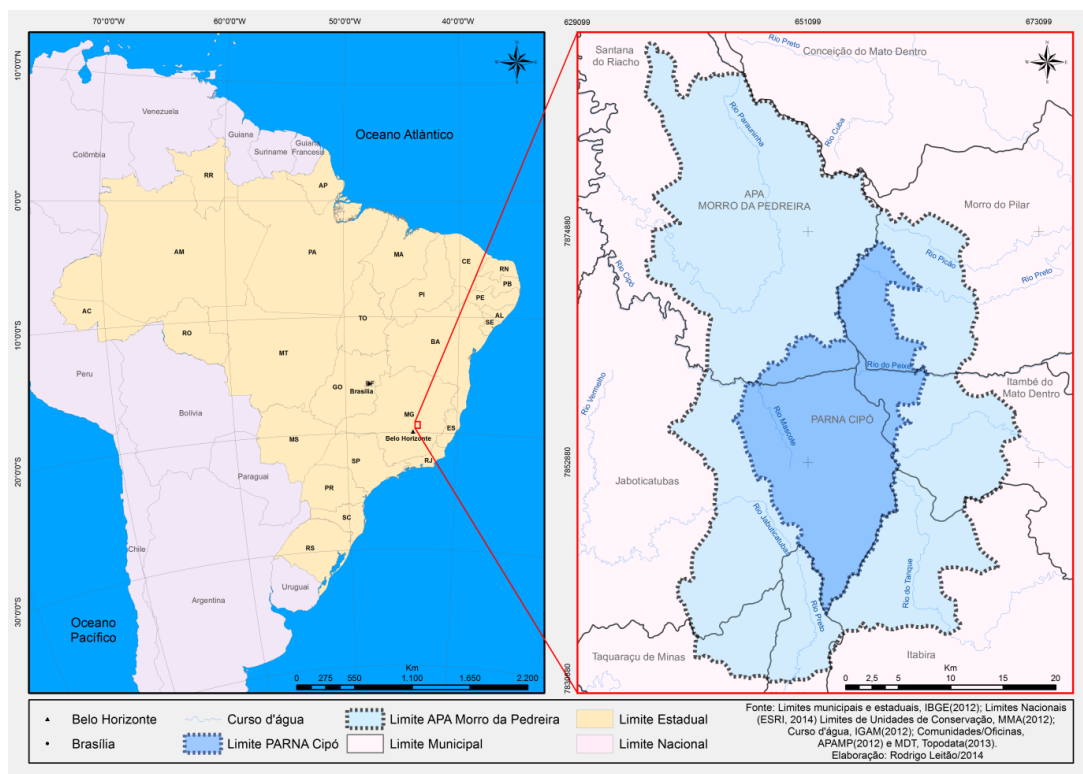 70°0'0"W 60°0'0"W 50°0'0"W 40°0'0"W
10°0'0"N
0°0'0"
10°0'0"S
20°0'0"S
30°0'0"S
N
Venezuela
Guiana
Suriname
Guiana
Francesa
Colômbia
Oceano Atlântico
RR
AP
AM
PA
MA
CE
RN
PB
PE
AL
SE
PI
AC
TO
RO
BA
MT
Peru
GO
DF
Brasília
Bolívia
MG
ES
Belo Horizonte
MS
SP
RJ
Paraguai
PR
SC
RS
Chile
Uruguai
Argentina
Oceano
Pacífico
Km
0 275 550 1.100 1.650 2.200
629099 651099 673099
7874880
7852880
7830880
Santana
do Riacho
Rio Preto
Conceição do Mato Dentro
N
Rio Parauninha
Rio Cuba
APA
MORRO DA PEDREIRA
Morro do Pilar
Rio Cipó
Rio Picão
Rio Preto
Rio do Peixe
Itambé do
Mato Dentro
Rio Vermelho
Rio Mascate
PARNA CIPÓ
Jaboticatubas
Rio Jabuticatubas
Rio do Tanque
Rio Preto
Taquaraçu de Minas
Itabira
Km
0 2,5 5 10 15 20
Belo Horizonte
Brasília
Curso d'água
Limite PARNA Cipó
Limite APA Morro da Pedreira
Limite Municipal
Limite Estadual
Limite Nacional
Fonte: Limites municipais e estaduais, IBGE(2012); Limites Nacionais
(ESRI, 2014) Limites de Unidades de Conservação, MMA(2012);
Curso d'água, IGAM(2012); Comunidades/Oficinas,
APAMP(2012) e MDT, Topodata(2013).
Elaboração: Rodrigo Leitão/2014